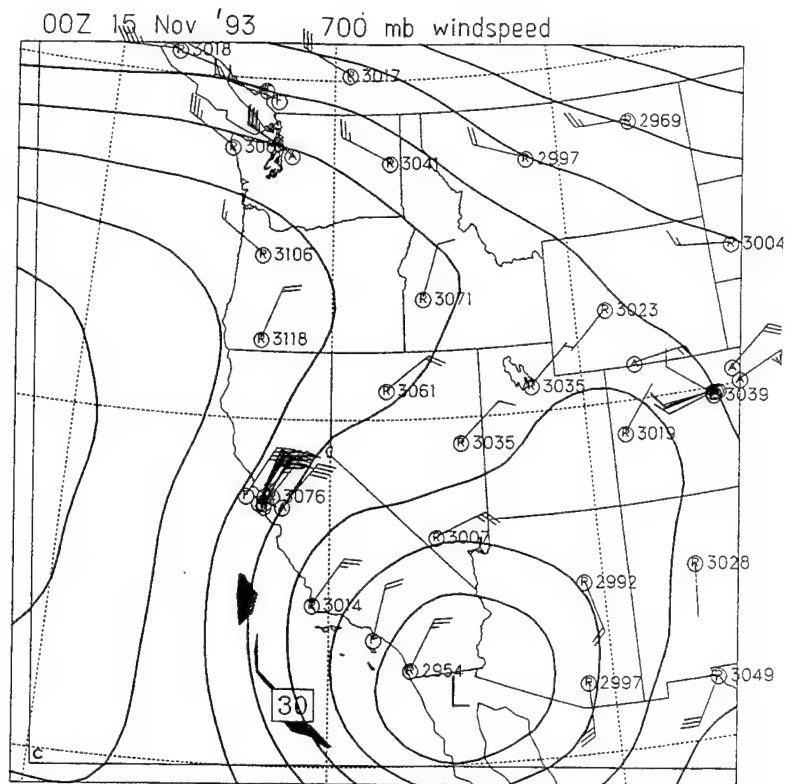 00Z 15 Nov '93 700 mb windspeed
R 3018
R 3017
R 2969
R
A
R 3041
R 2997
R 3004
R 3106
R 3071
R 3023
R 3118
R 3061
R 3035
A
A
A
3039
R 3035
R 3019
P 3076
A
R 3007
R 3028
R 2992
R 3014
P
R 2954
R 2997
R 3049
L
30
C